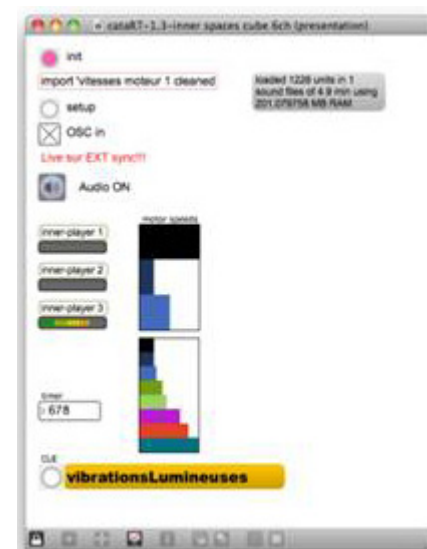 cataRT-1.3-inner spaces cube 6ch (presentation)
init
import 'vitesses moteur 1 cleaned
loaded 1228 units in 1
sound files of 4.9 min using
201.079758 MB RAM
setup
OSC in
Live sur EXT sync!!!
Audio ON
motor speeds
inner-player 1
inner-player 2
inner-player 3
timer
678
CUE
vibrationsLumineuses